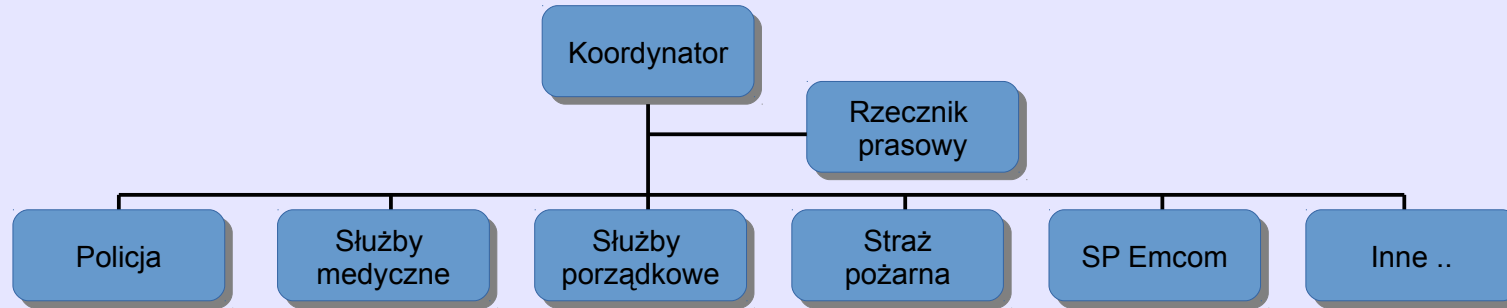 Koordynator
Rzecznik
prasowy
Policja
Służby
medyczne
Służby
porządkowe
Straż
pożarna
SP Emcom
Inne ..